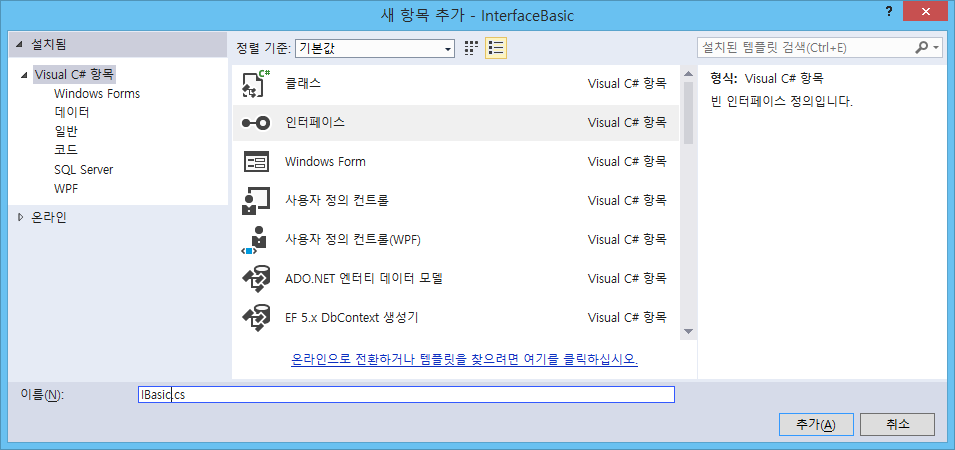 새 항목 추가 - InterfaceBasic
?
설치됨
정렬 기준: 기본값
설치된 템플릿 검색(Ctrl+E)
Visual C# 항목
Windows Forms
데이터
일반
코드
SQL Server
WPF
온라인
C#
클래스 Visual C# 항목
인터페이스 Visual C# 항목
Windows Form Visual C# 항목
사용자 정의 컨트롤 Visual C# 항목
사용자 정의 컨트롤(WPF) Visual C# 항목
ADO.NET 엔터티 데이터 모델 Visual C# 항목
EF 5.x DbContext 생성기 Visual C# 항목
온라인으로 전환하거나 템플릿을 찾으려면 여기를 클릭하십시오.
형식: Visual C# 항목
빈 인터페이스 정의입니다.
이름(N): IBasic.cs
추가(A) 취소